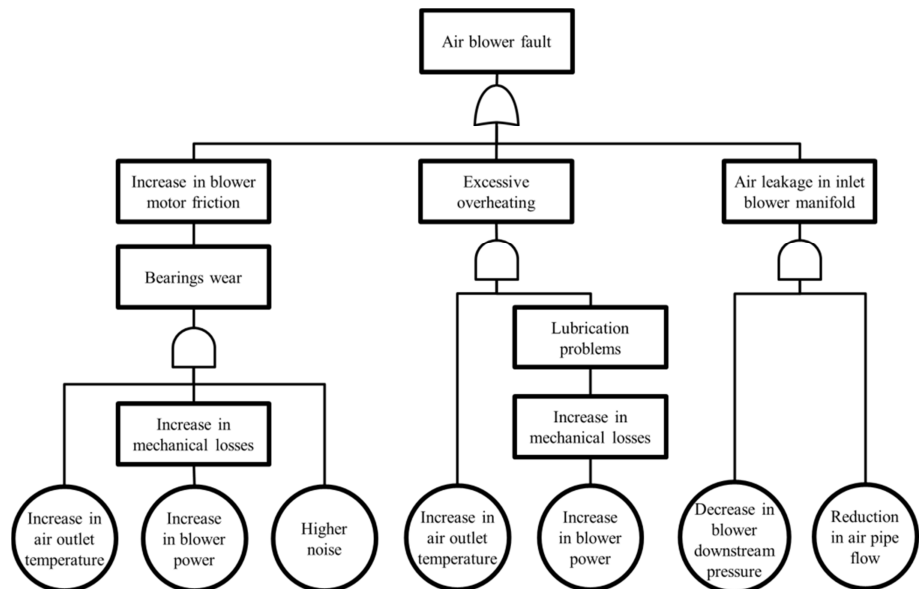 Air blower fault
Increase in blower
motor friction
Excessive
overheating
Air leakage in inlet
blower manifold
Bearings wear
Lubrication
problems
Increase in
mechanical losses
Increase in
mechanical losses
Increase in
air outlet
temperature
Increase
in blower
power
Higher
noise
Increase in
air outlet
temperature
Increase
in blower
power
Decrease in
blower
downstream
pressure
Reduction
in air pipe
flow